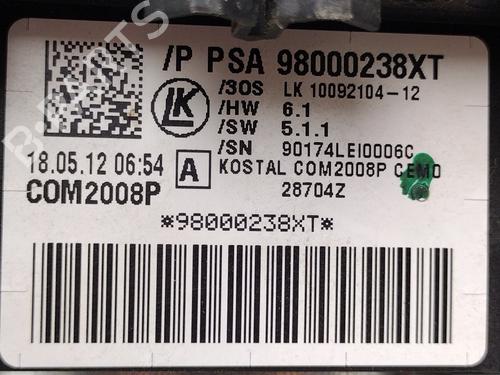 /P PSA 98000238XT
/3OS LK 10092104-12
LK
/HW 6.1
/SW 5.1.1
/SN 90174LEI0006C
18.05.12 06:54 A KOSTAL COM2008P CEMO
COM2008P 28704Z
*98000238XT*